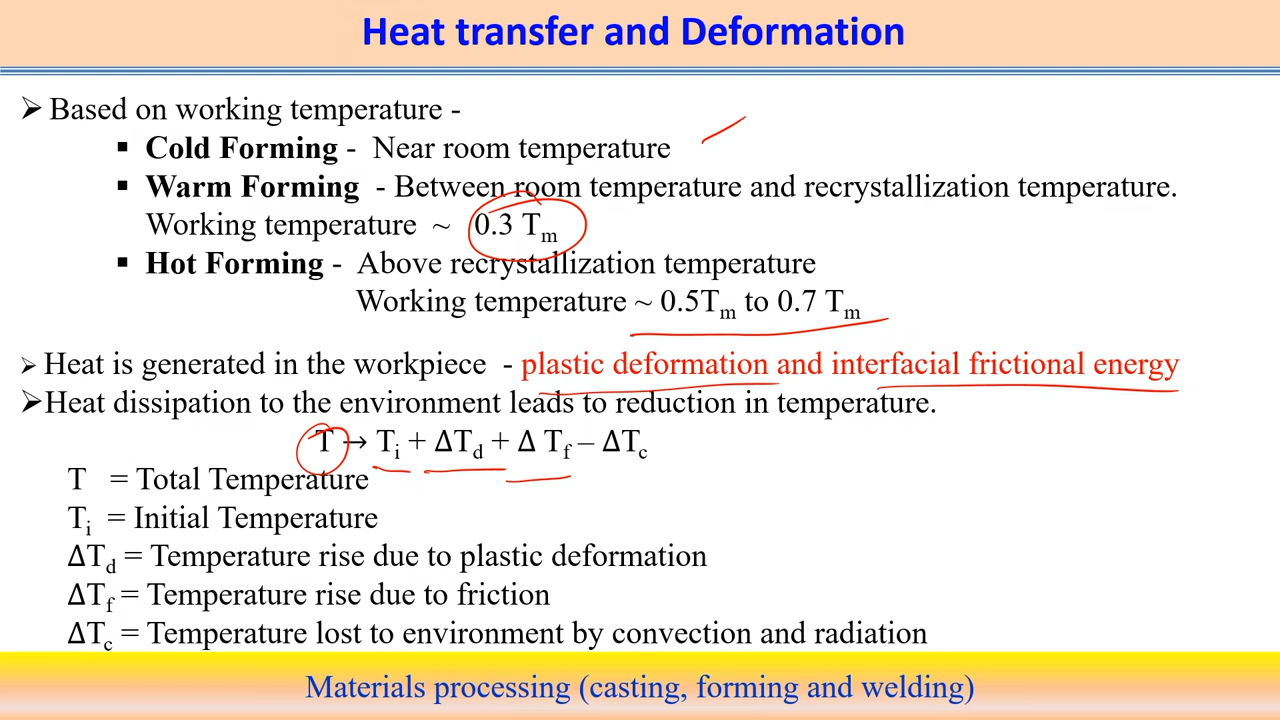 Heat transfer and Deformation
➢ Based on working temperature -
▪ Cold Forming - Near room temperature
▪ Warm Forming - Between room temperature and recrystallization temperature.
Working temperature ~ 0.3 Tm
▪ Hot Forming - Above recrystallization temperature
Working temperature ~ 0.5Tm to 0.7 Tm
➢ Heat is generated in the workpiece - plastic deformation and interfacial frictional energy
➢Heat dissipation to the environment leads to reduction in temperature.
T → Ti + ΔTd + Δ Tf – ΔTc
T = Total Temperature
Ti = Initial Temperature
ΔTd = Temperature rise due to plastic deformation
ΔTf = Temperature rise due to friction
ΔTc = Temperature lost to environment by convection and radiation
Materials processing (casting, forming and welding)